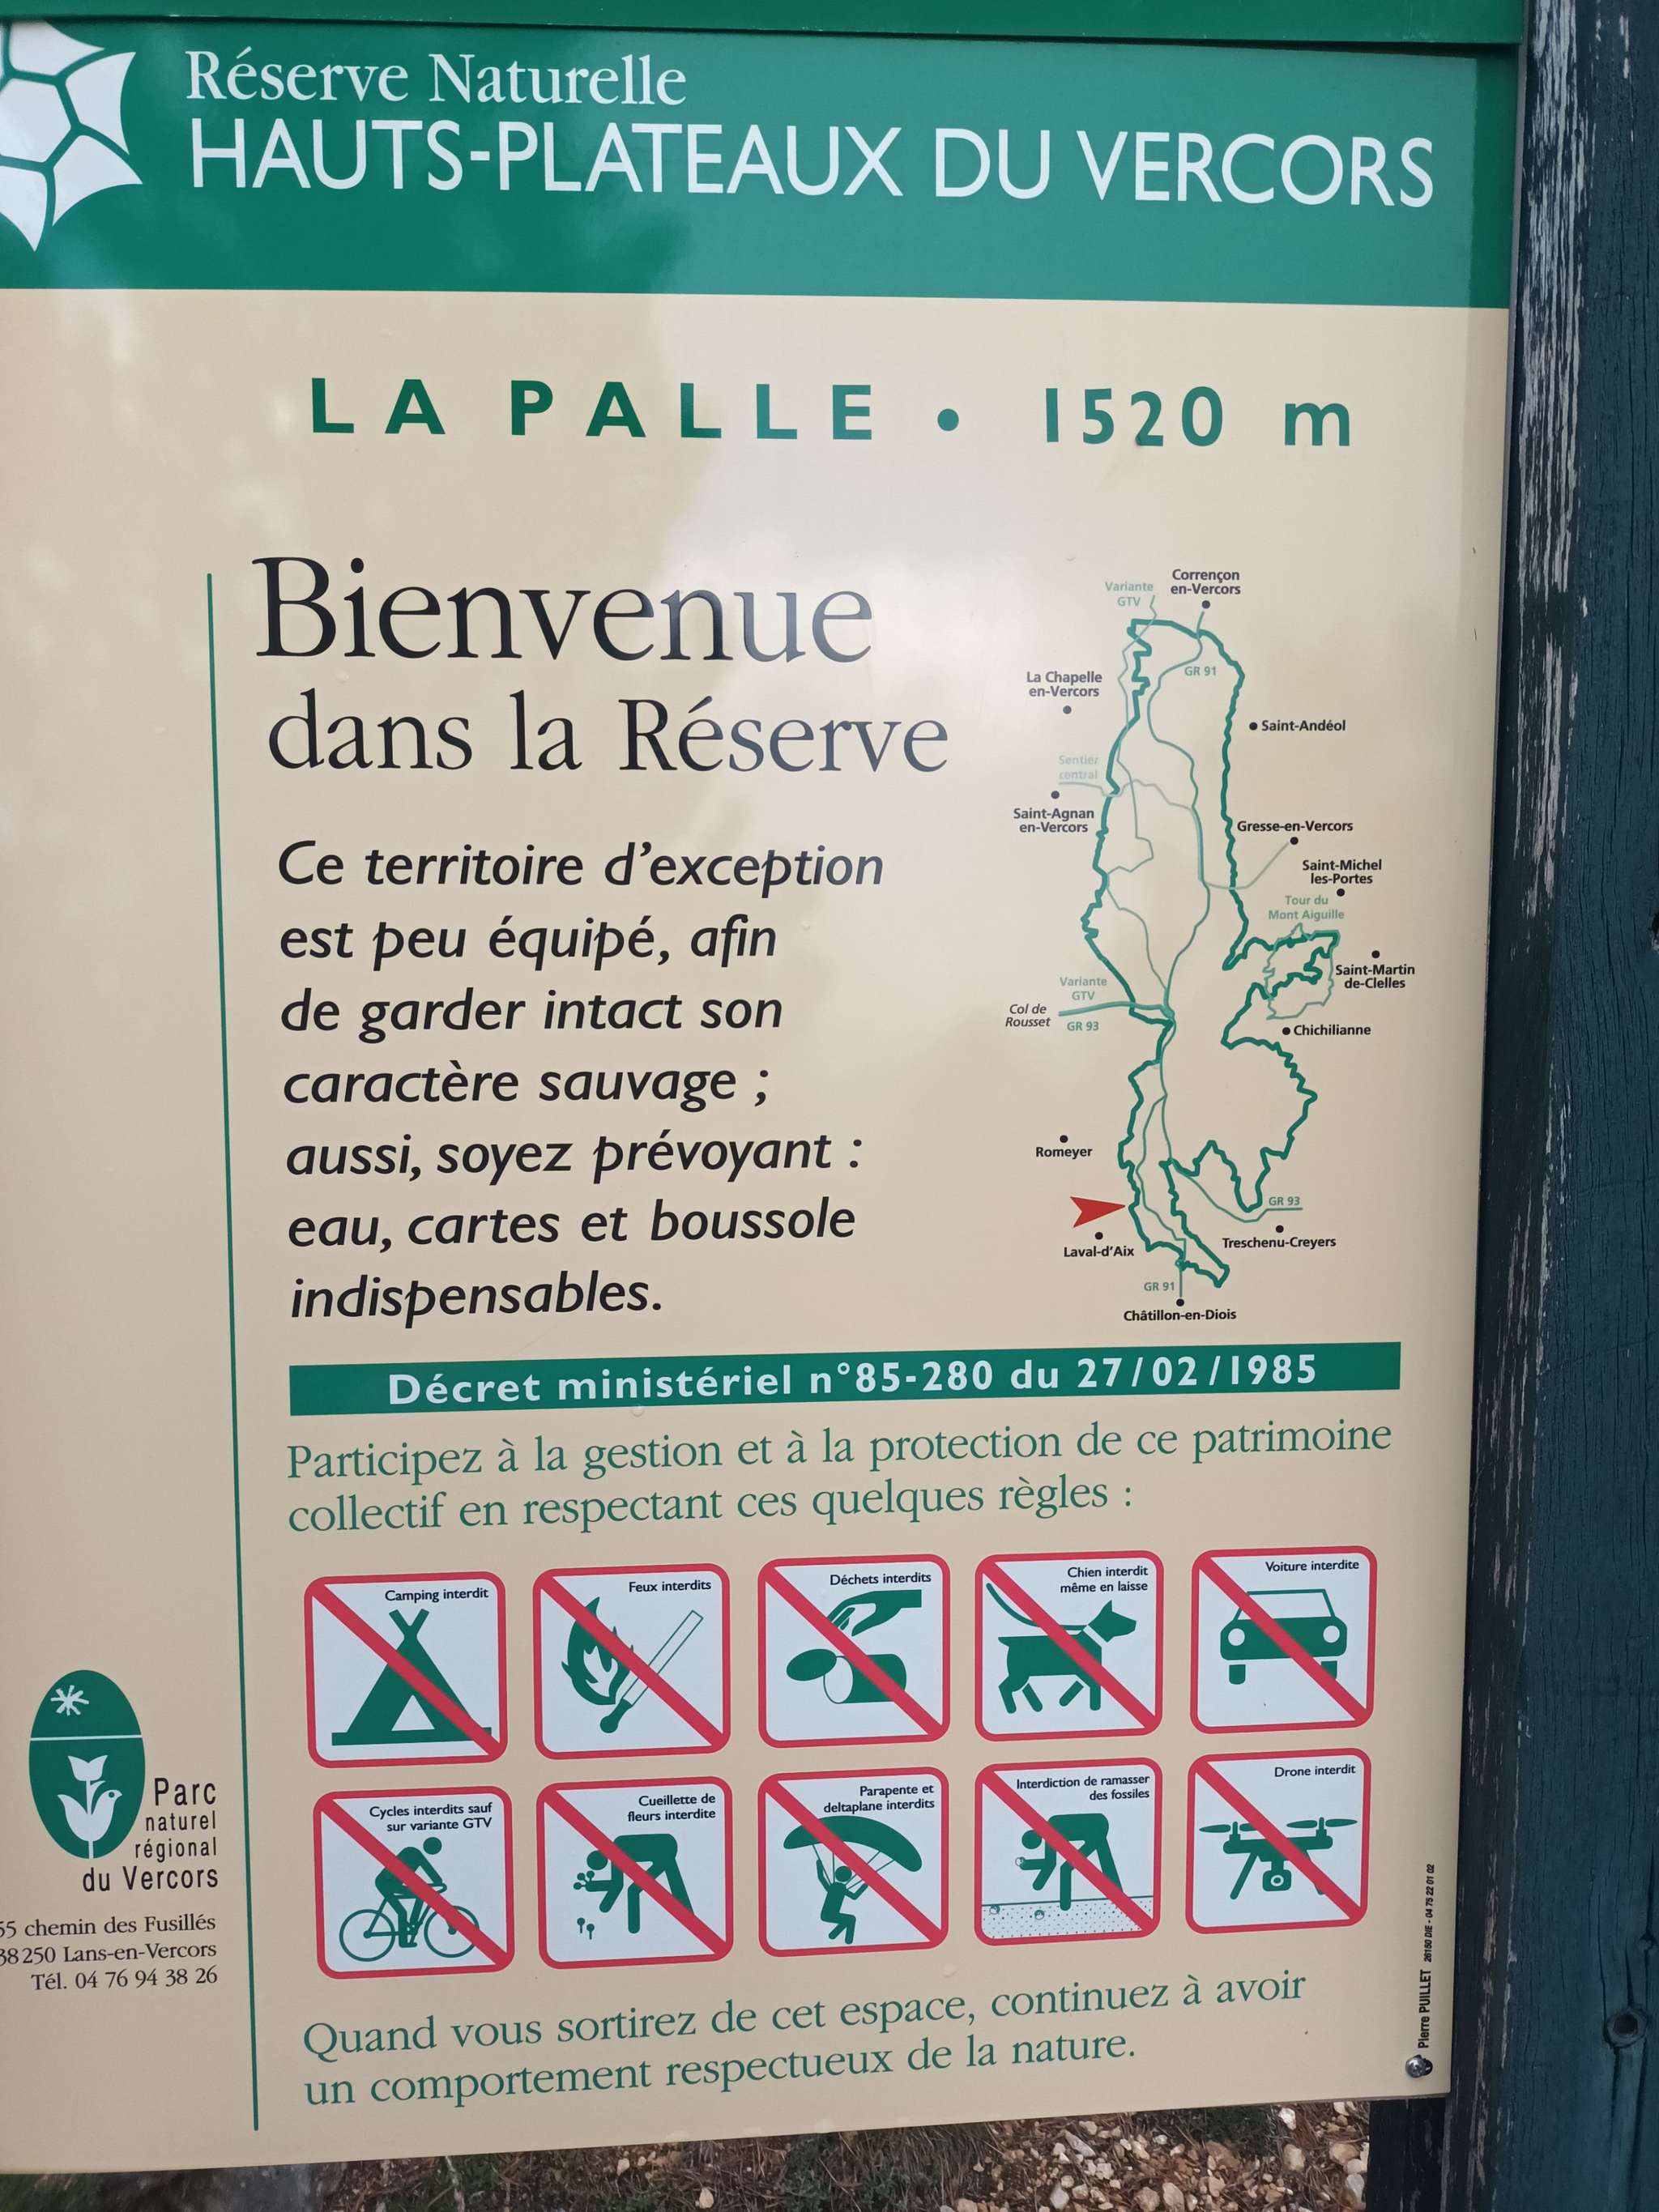 Réserve Naturelle
HAUTS-PLATEAUX DU VERCORS
LA PALLE • 1520 m
Bienvenue
dans la Réserve
Ce territoire d'exception
est peu équipé, afin
de garder intact son
caractère sauvage ;
aussi, soyez prévoyant :
eau, cartes et boussole
indispensables.
Variante
GTV
Corrençon
en-Vercors
GR 91
La Chapelle
en-Vercors
Saint-Andéol
Sentier
central
Saint-Agnan
en-Vercors
Gresse-en-Vercors
Saint-Michel
les-Portes
Tour du
Mont Aiguille
Saint-Martin
de-Clelles
Variante
GTV
Col de
Rousset
GR 93
Chichilianne
Romeyer
GR 93
Laval-d'Aix
Treschenu-Creyers
GR 91
Châtillon-en-Diois
Décret ministériel n°85-280 du 27/02/1985
Participez à la gestion et à la protection de ce patrimoine
collectif en respectant ces quelques règles :
Camping interdit
Feux interdits
Déchets interdits
Chien interdit
même en laisse
Voiture interdite
Cycles interdits sauf
sur variante GTV
Cueillette de
fleurs interdite
Parapente et
deltaplane interdits
Interdiction de ramasser
des fossiles
Drone interdit
Parc
naturel
régional
du Vercors
chemin des Fusillés
38250 Lans-en-Vercors
Tél. 04 76 94 38 26
Quand vous sortirez de cet espace, continuez à avoir
un comportement respectueux de la nature.
Pierre PUILLET 26150 DIE - 04 75 22 01 02